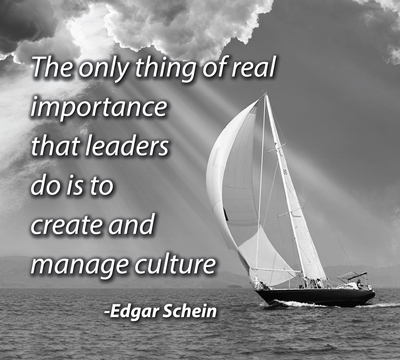 The only thing of real
importance
that leaders
do is to
create and
manage culture
-Edgar Schein